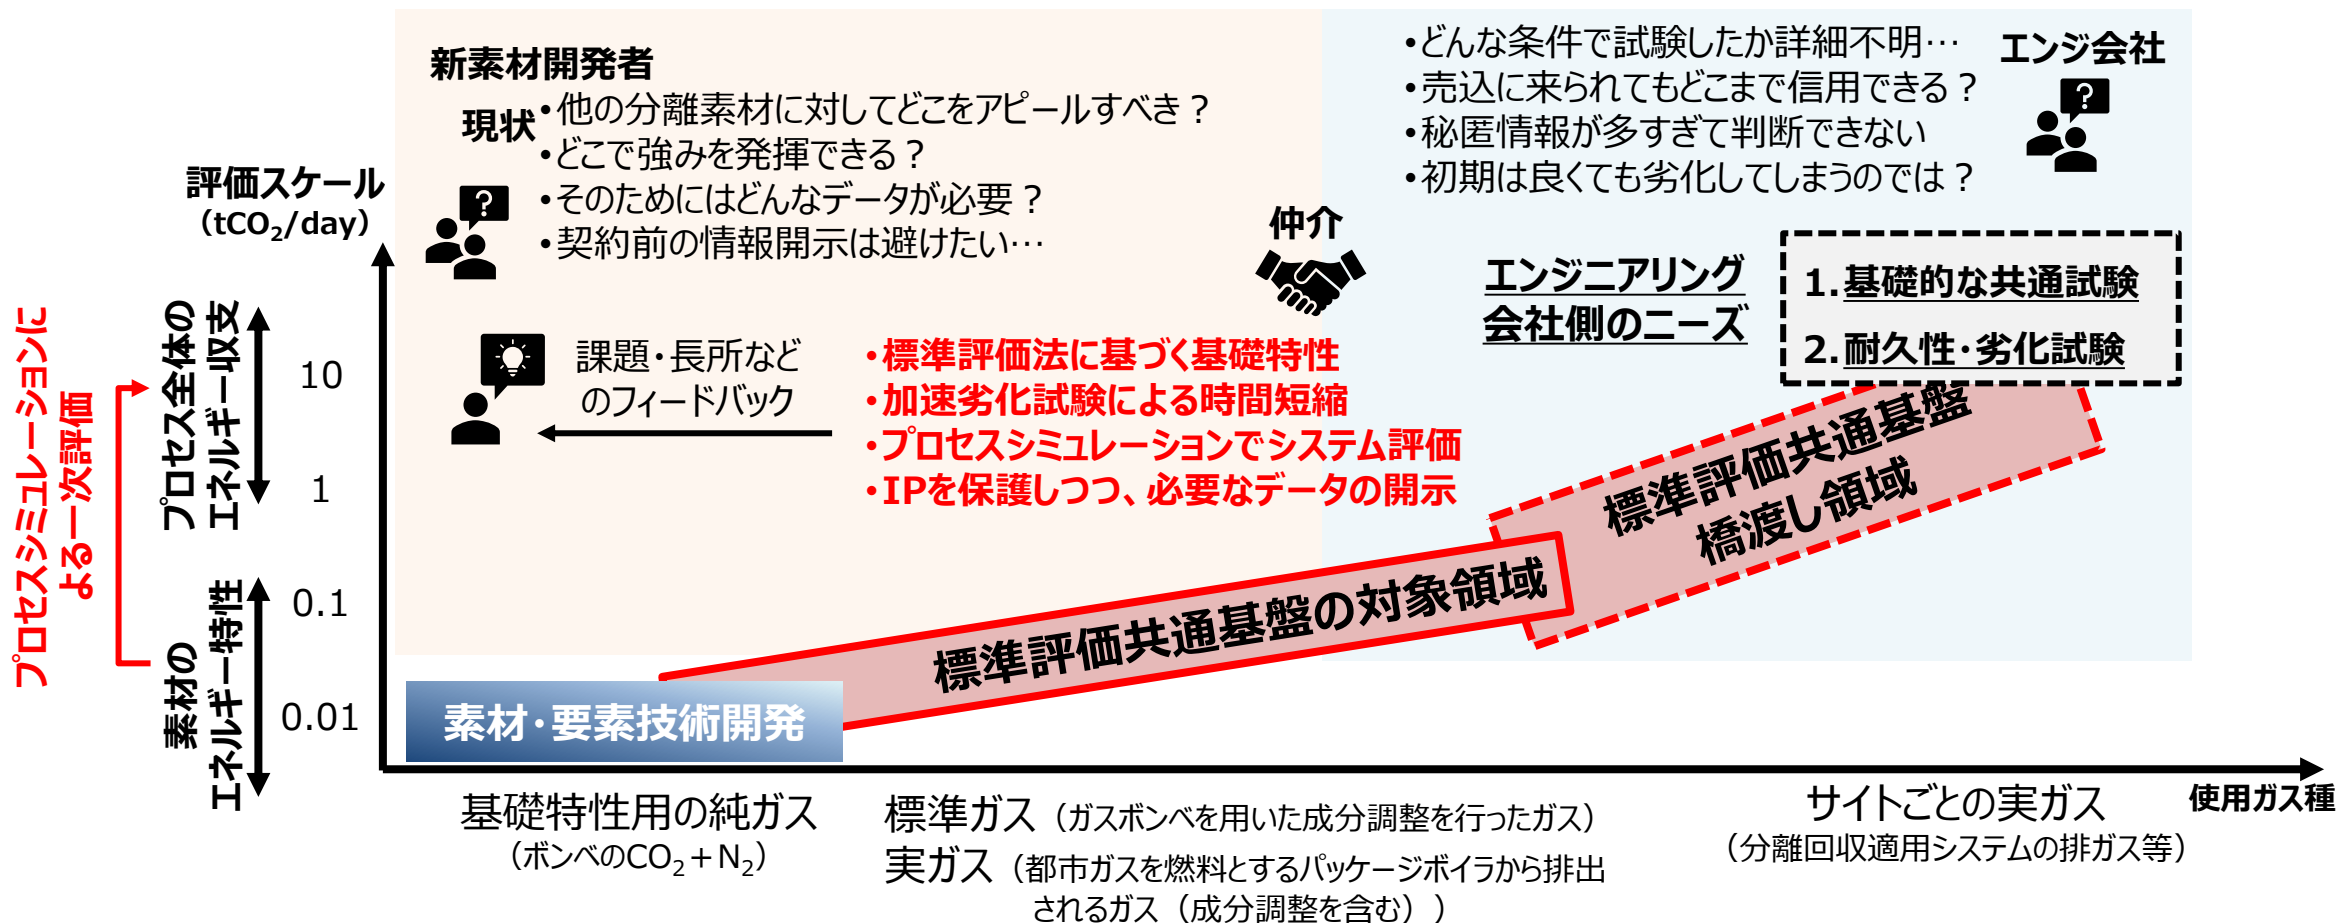 新素材開発者
現状
•他の分離素材に対してどこをアピールすべき？
•どこで強みを発揮できる？
•そのためにはどんなデータが必要？
•契約前の情報開示は避けたい…
•どんな条件で試験したか詳細不明…
•売込に来られてもどこまで信用できる？
•秘匿情報が多すぎて判断できない
•初期は良くても劣化してしまうのでは？
エンジ会社
仲介
エンジニアリング
会社側のニーズ
1.基礎的な共通試験
2.耐久性･劣化試験
課題・長所など
のフィードバック
・標準評価法に基づく基礎特性
・加速劣化試験による時間短縮
・プロセスシミュレーションでシステム評価
・IPを保護しつつ、必要なデータの開示
評価スケール
（tCO₂/day）
プロセスシミュレーションに
よる一次評価
プロセス全体の
エネルギー収支
素材の
エネルギー特性
10
1
0.1
0.01
標準評価共通基盤
橋渡し領域
標準評価共通基盤の対象領域
素材･要素技術開発
基礎特性用の純ガス
（ボンベのCO₂＋N₂）
標準ガス（ガスボンベを用いた成分調整を行ったガス）
実ガス（都市ガスを燃料とするパッケージボイラから排出
されるガス（成分調整を含む））
サイトごとの実ガス
（分離回収適用システムの排ガス等）
使用ガス種